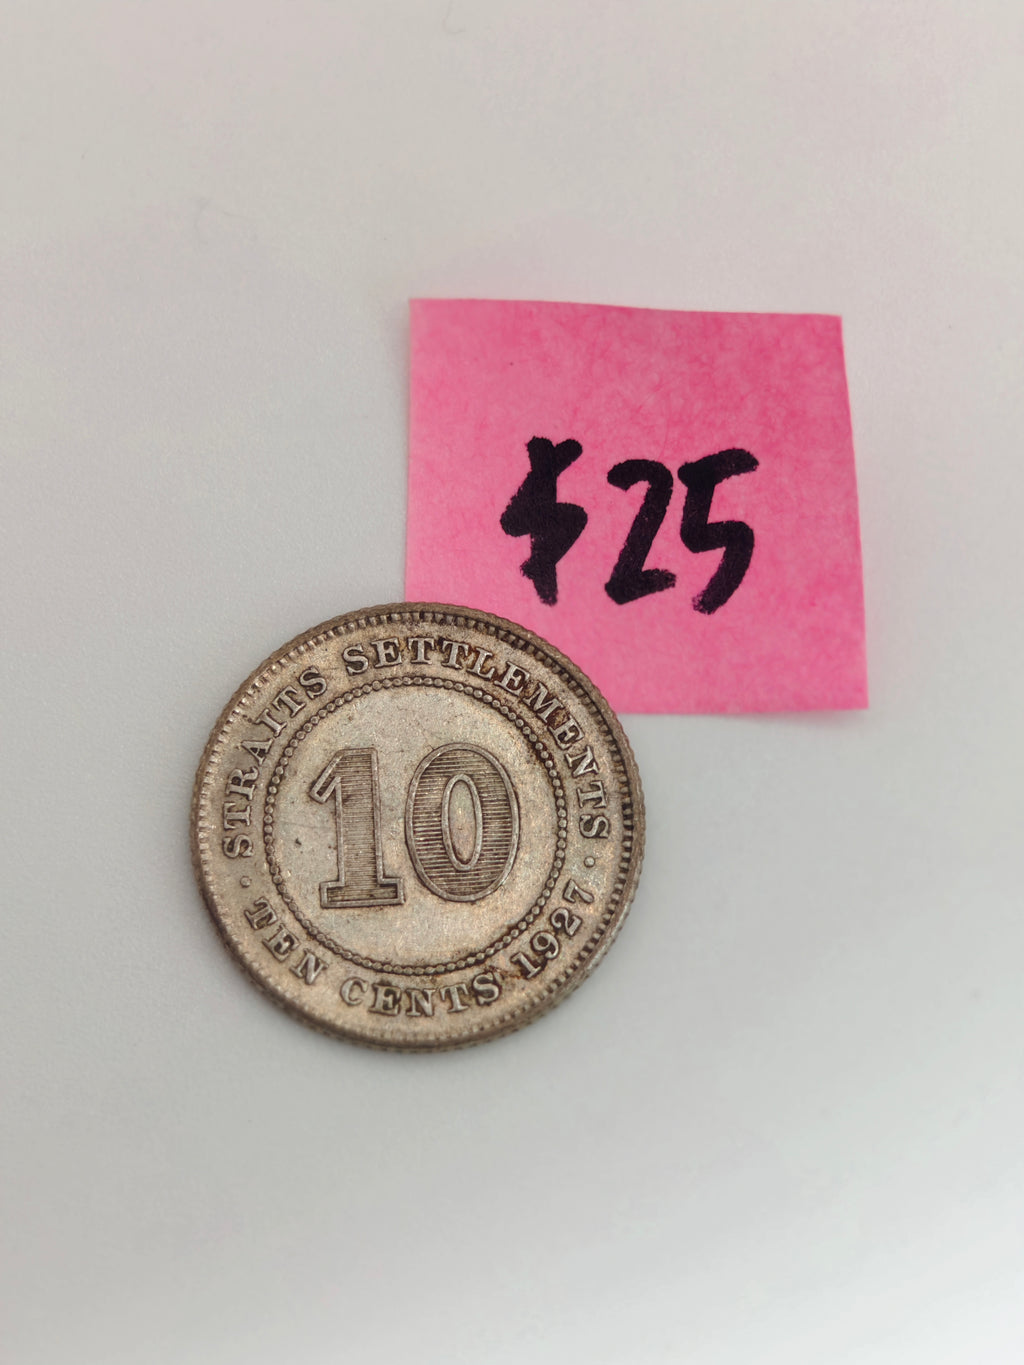 $25
STRAITS SETTLEMENTS
10
· TEN CENTS 1927 ·